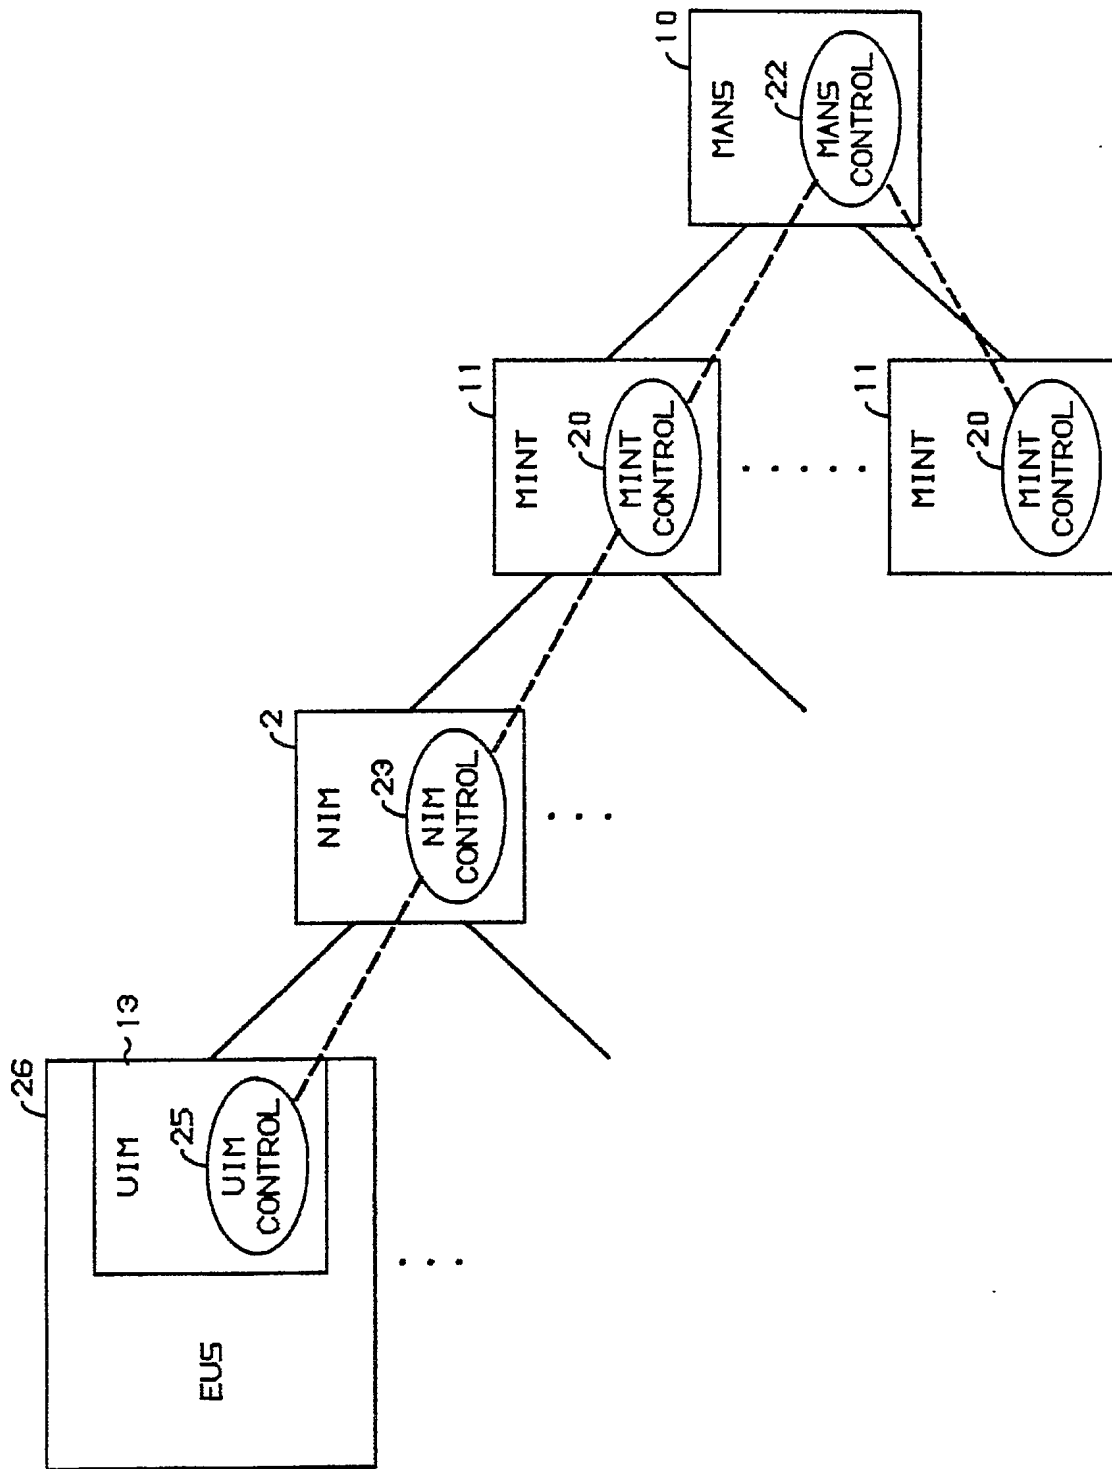 26
13
UIM
25
UIM
CONTROL
EUS
2
NIM
23
NIM
CONTROL
11
MINT
20
MINT
CONTROL
10
MANS
22
MANS
CONTROL
11
MINT
20
MINT
CONTROL